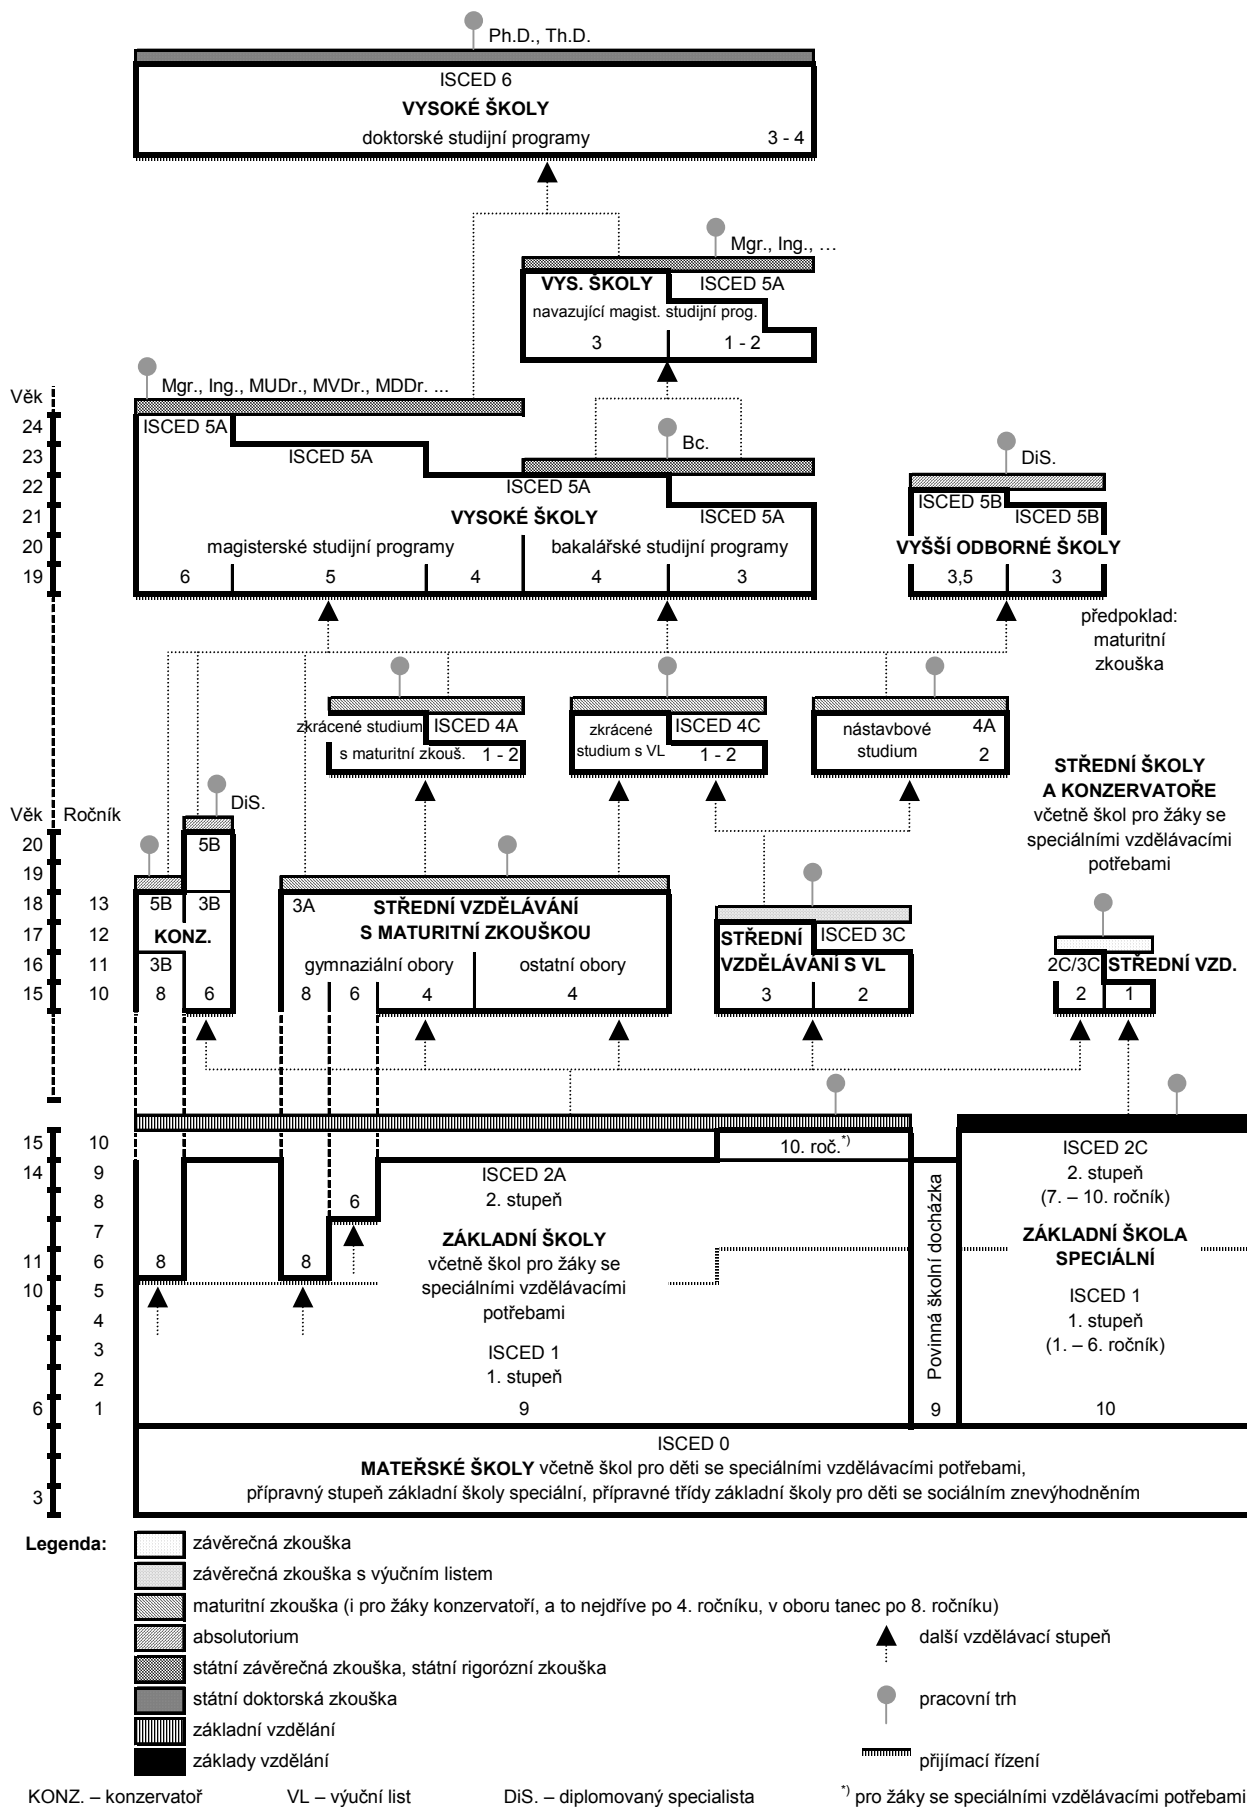 Ph.D., Th.D.
ISCED 6
VYSOKÉ ŠKOLY
doktorské studijní programy 3 - 4
Mgr., Ing., …
VYS. ŠKOLY ISCED 5A
navazující magist. studijní prog.
3 1 - 2
Mgr., Ing., MUDr., MVDr., MDDr. ...
Věk
24 ISCED 5A
23 ISCED 5A Bc. DiS.
22 ISCED 5A ISCED 5B
21 VYSOKÉ ŠKOLY ISCED 5A ISCED 5B
20 magisterské studijní programy bakalářské studijní programy VYŠŠÍ ODBORNÉ ŠKOLY
19 6 5 4 4 3 3,5 3
předpoklad:
maturitní
zkouška
zkrácené studium ISCED 4A
s maturitní zkouš. 1 - 2
zkrácené ISCED 4C
studium s VL 1 - 2
nástavbové 4A
studium 2
STŘEDNÍ ŠKOLY
A KONZERVATOŘE
včetně škol pro žáky se
speciálními vzdělávacími
potřebami
DiS.
Věk Ročník
20 5B
19
18 13 5B 3B 3A STŘEDNÍ VZDĚLÁVÁNÍ
17 12 KONZ. S MATURITNÍ ZKOUŠKOU STŘEDNÍ ISCED 3C
16 11 3B gymnaziální obory ostatní obory VZDĚLÁVÁNÍ S VL 2C/3C STŘEDNÍ VZD.
15 10 8 6 8 6 4 4 3 2 2 1
15 10 10. roč.*) ISCED 2C
14 9 ISCED 2A 2. stupeň
8 6 2. stupeň (7. – 10. ročník)
7 ZÁKLADNÍ ŠKOLY ZÁKLADNÍ ŠKOLA
11 6 8 8 včetně škol pro žáky se SPECIÁLNÍ
10 5 speciálními vzdělávacími
4 potřebami ISCED 1
3 ISCED 1 1. stupeň
2 1. stupeň (1. – 6. ročník)
Povinná školní docházka
6 1 9 9 10
ISCED 0
MATEŘSKÉ ŠKOLY včetně škol pro děti se speciálními vzdělávacími potřebami,
3 přípravný stupeň základní školy speciální, přípravné třídy základní školy pro děti se sociálním znevýhodněním
Legenda: závěrečná zkouška
závěrečná zkouška s výučním listem
maturitní zkouška (i pro žáky konzervatoří, a to nejdříve po 4. ročníku, v oboru tanec po 8. ročníku)
absolutorium další vzdělávací stupeň
státní závěrečná zkouška, státní rigorózní zkouška
státní doktorská zkouška pracovní trh
základní vzdělání
základy vzdělání přijímací řízení
KONZ. – konzervatoř VL – výuční list DiS. – diplomovaný specialista *) pro žáky se speciálními vzdělávacími potřebami